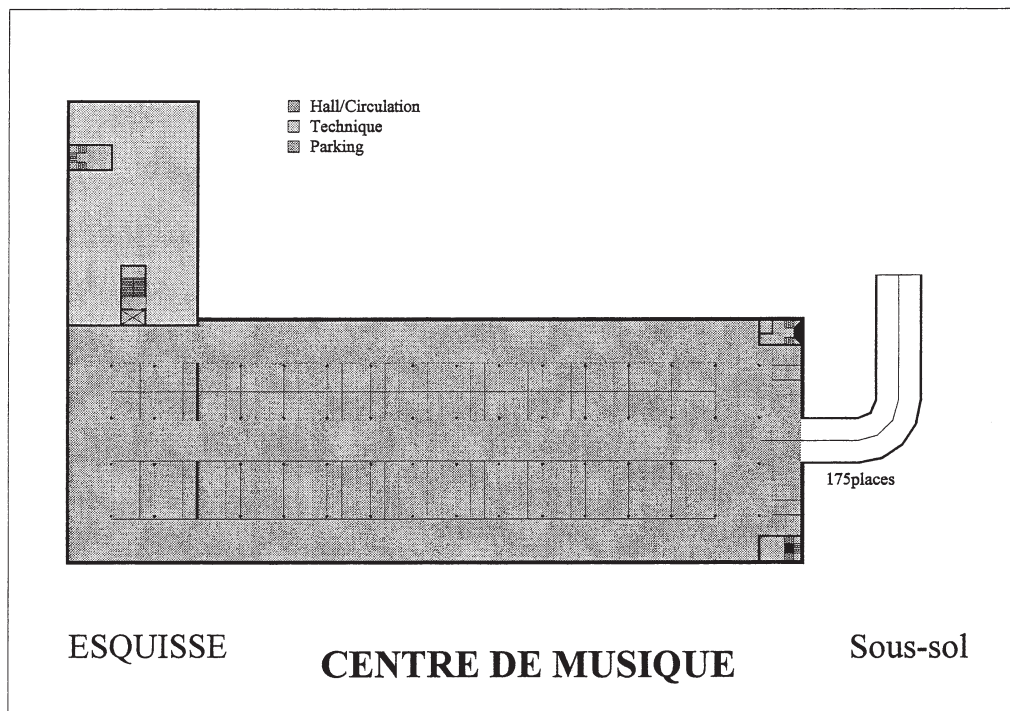 Hall/Circulation
Technique
Parking
175places
ESQUISSE
CENTRE DE MUSIQUE
Sous-sol